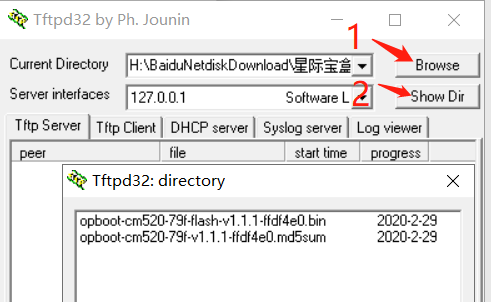 Tftpd32 by Ph. Jounin
1
Current Directory
H:\BaiduNetdiskDownload\星际宝盒
Browse
Server interfaces
127.0.0.1
Software L
2
Show Dir
Tftp Server
Tftp Client
DHCP server
Syslog server
Log viewer
peer
file
start time
progress
Tftpd32: directory
opboot-cm520-79f-flash-v1.1.1-ffdf4e0.bin 2020-2-29
opboot-cm520-79f-v1.1.1-ffdf4e0.md5sum 2020-2-29